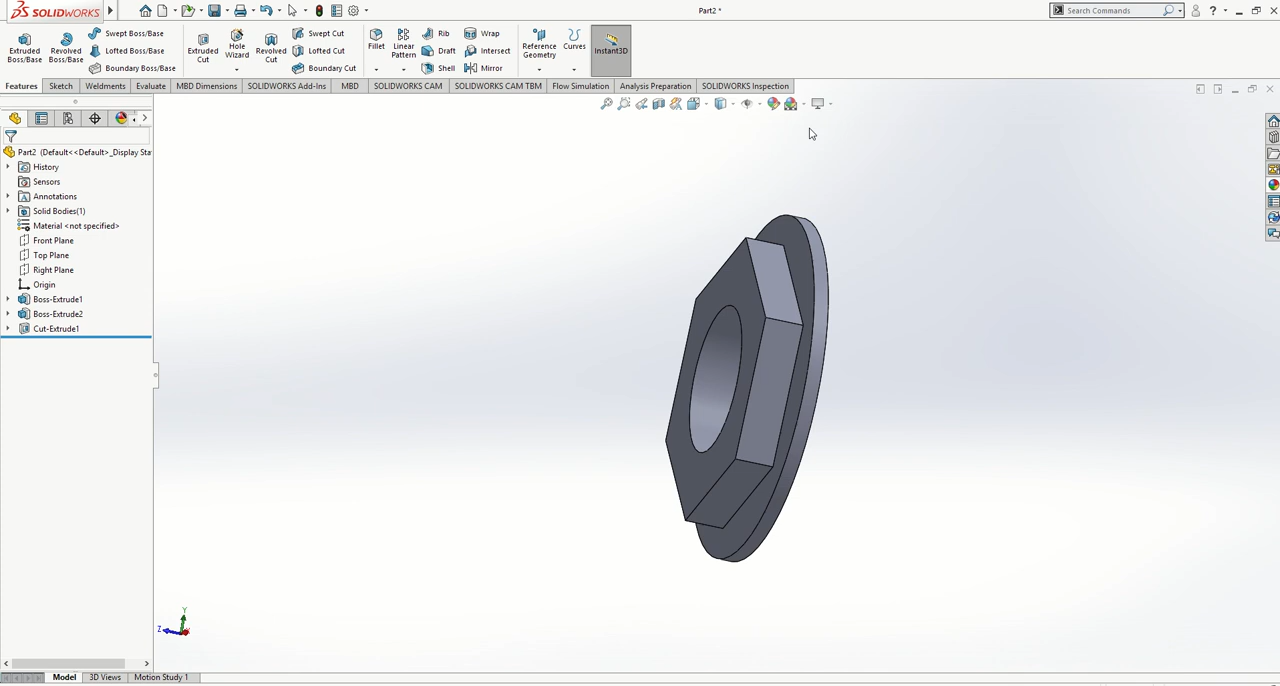 SOLIDWORKS
Part2 *
Search Commands
?
Extruded Boss/Base
Revolved Boss/Base
Swept Boss/Base
Lofted Boss/Base
Boundary Boss/Base
Extruded Cut
Hole Wizard
Revolved Cut
Swept Cut
Lofted Cut
Boundary Cut
Fillet
Linear Pattern
Rib
Draft
Shell
Wrap
Intersect
Mirror
Reference Geometry
Curves
Instant3D
Features
Sketch
Weldments
Evaluate
MBD Dimensions
SOLIDWORKS Add-Ins
MBD
SOLIDWORKS CAM
SOLIDWORKS CAM TBM
Flow Simulation
Analysis Preparation
SOLIDWORKS Inspection
Part2 (Default<<Default>_Display Sta
History
Sensors
Annotations
Solid Bodies(1)
Material <not specified>
Front Plane
Top Plane
Right Plane
Origin
Boss-Extrude1
Boss-Extrude2
Cut-Extrude1
Y
Z
Model
3D Views
Motion Study 1